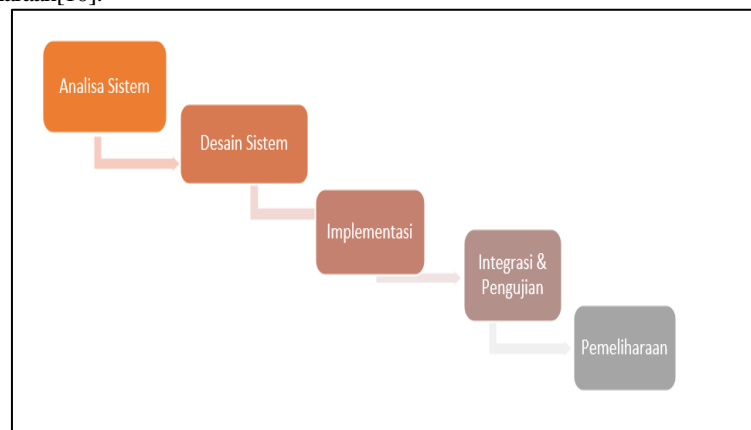 Analisa Sistem
Desain Sistem
Implementasi
Integrasi &
Pengujian
Pemeliharaan